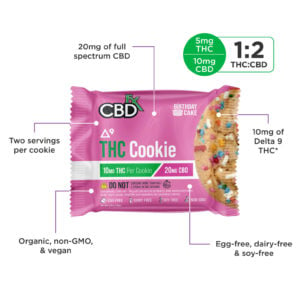 20mg of full
spectrum CBD
5mg
THC
10mg
CBD
1:2
THC:CBD
CBDfx
BIRTHDAY
CAKE
Δ9
THC Cookie
10MG THC Per Cookie
20MG CBD
DO NOT
Two servings
per cookie
10mg of
Delta 9
THC*
Organic, non-GMO,
& vegan
Egg-free, dairy-free
& soy-free